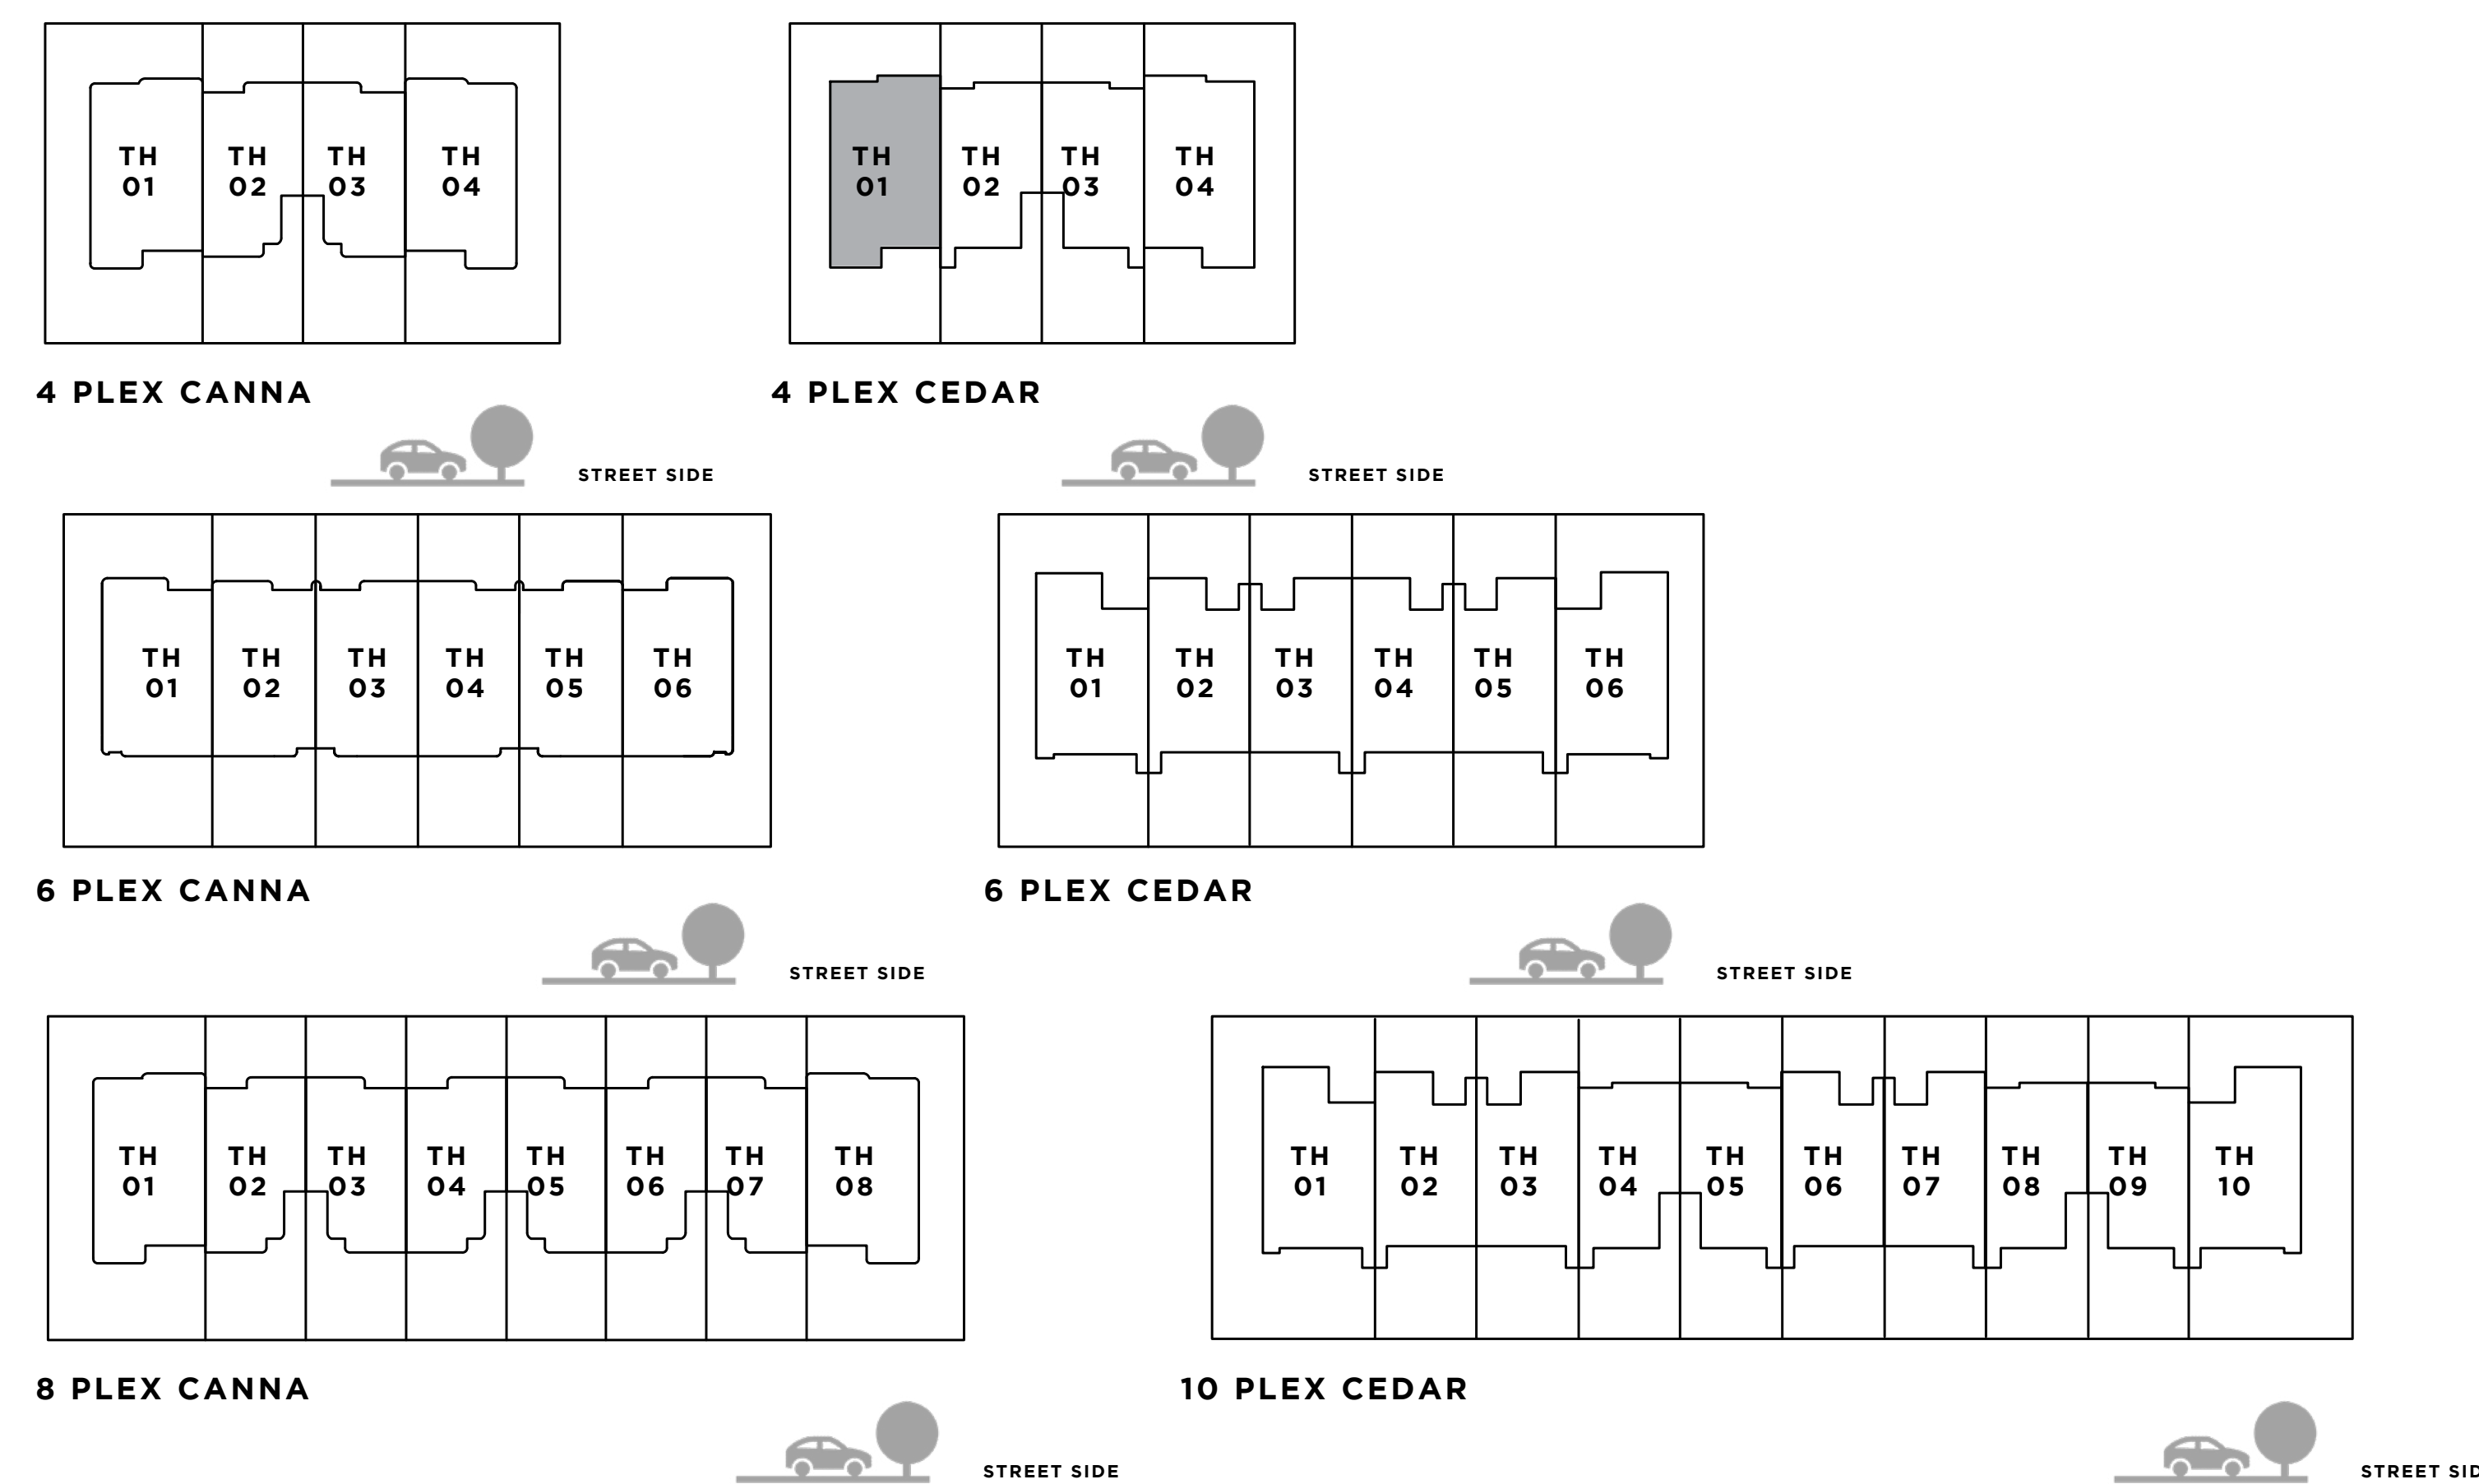 TH TH TH TH
01 02 03 04
4 PLEX CANNA
STREET SIDE
TH TH TH TH
01 02 03 04
4 PLEX CEDAR
STREET SIDE
TH TH TH TH TH TH
01 02 03 04 05 06
6 PLEX CANNA
STREET SIDE
TH TH TH TH TH TH
01 02 03 04 05 06
6 PLEX CEDAR
STREET SIDE
TH TH TH TH TH TH TH TH
01 02 03 04 05 06 07 08
8 PLEX CANNA
STREET SIDE
TH TH TH TH TH TH TH TH TH TH
01 02 03 04 05 06 07 08 09 10
10 PLEX CEDAR
STREET SID